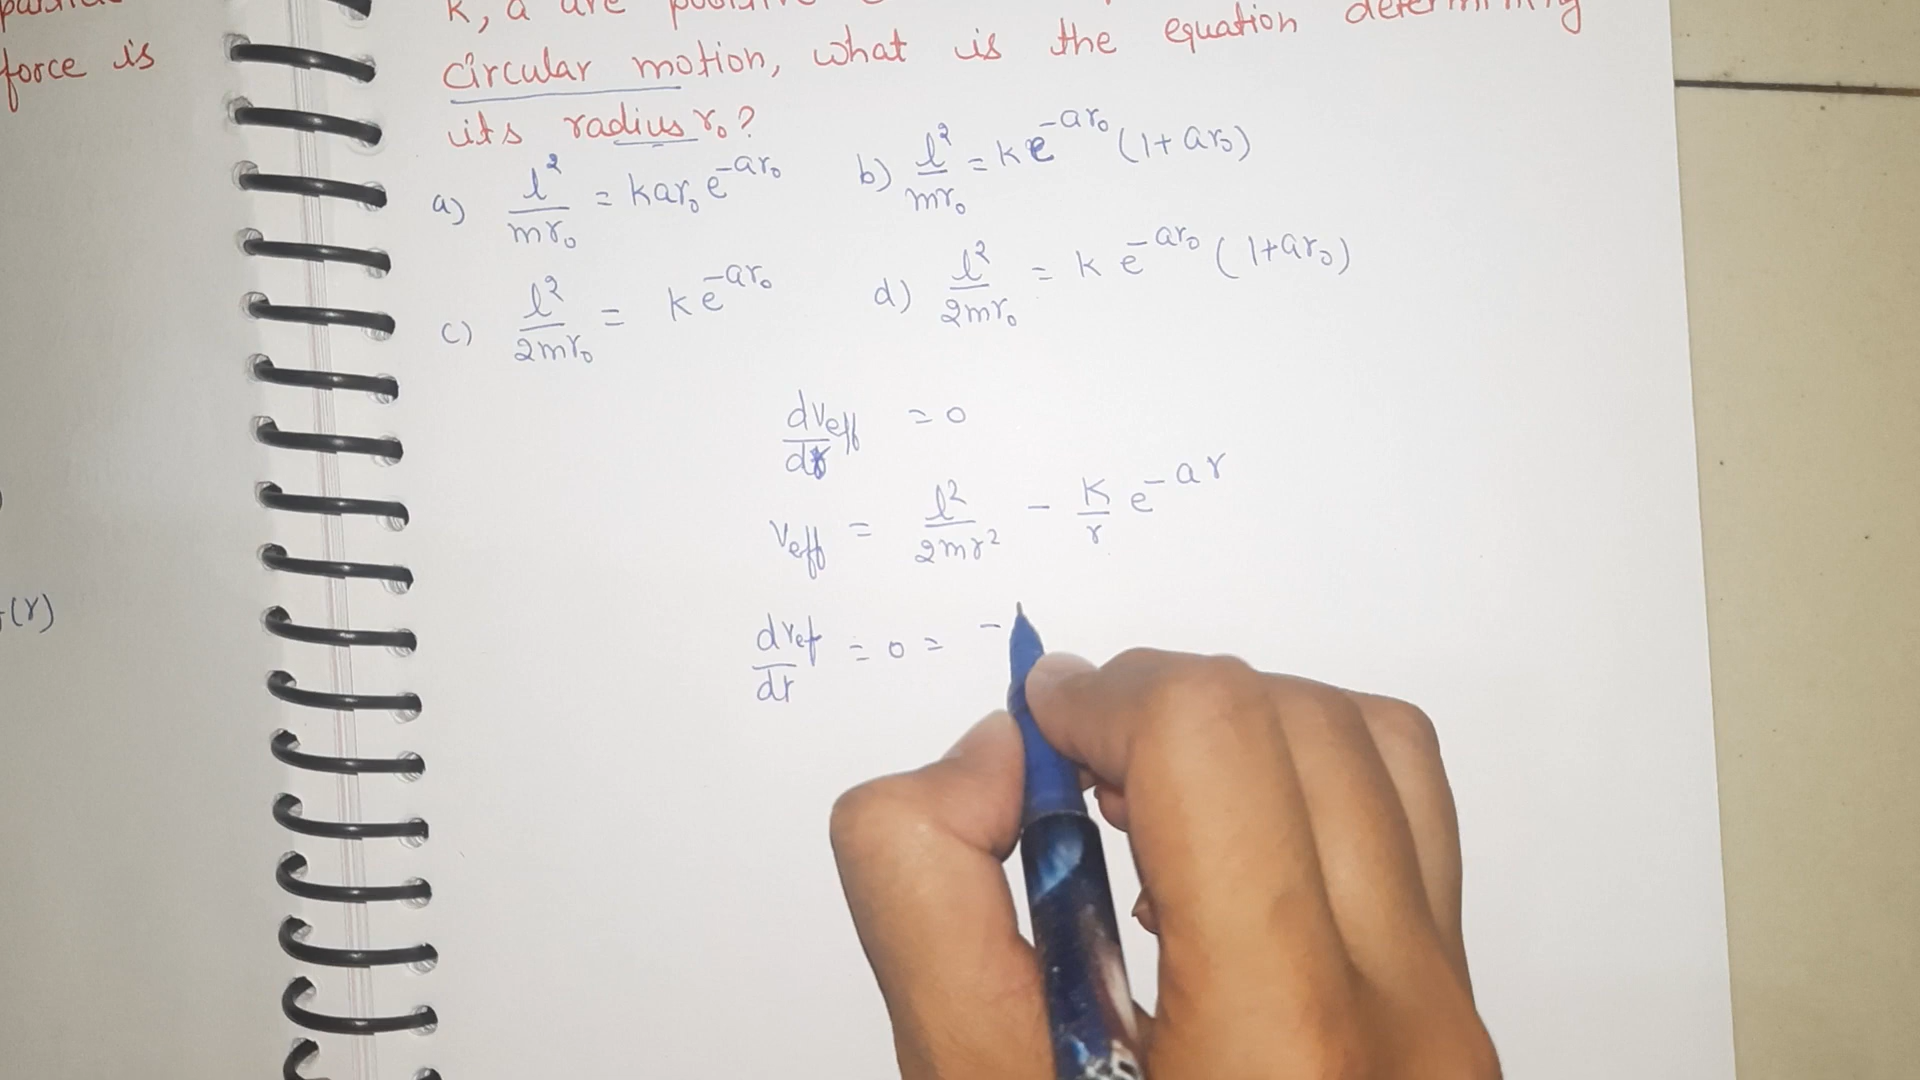 force is
K, a are
circular motion, what is the equation determining
its radius r₀?
a) l²/mr₀ = kar₀e^-ar₀ b) l²/mr₀ = ke^-ar₀ (1+ar₀)
c) l²/2mr₀ = ke^-ar₀ d) l²/2mr₀ = ke^-ar₀ (1+ar₀)
dveff/dr = 0
veff = l²/2mr² - K/r e^-ar
dvef/dr = 0 = -
(r)